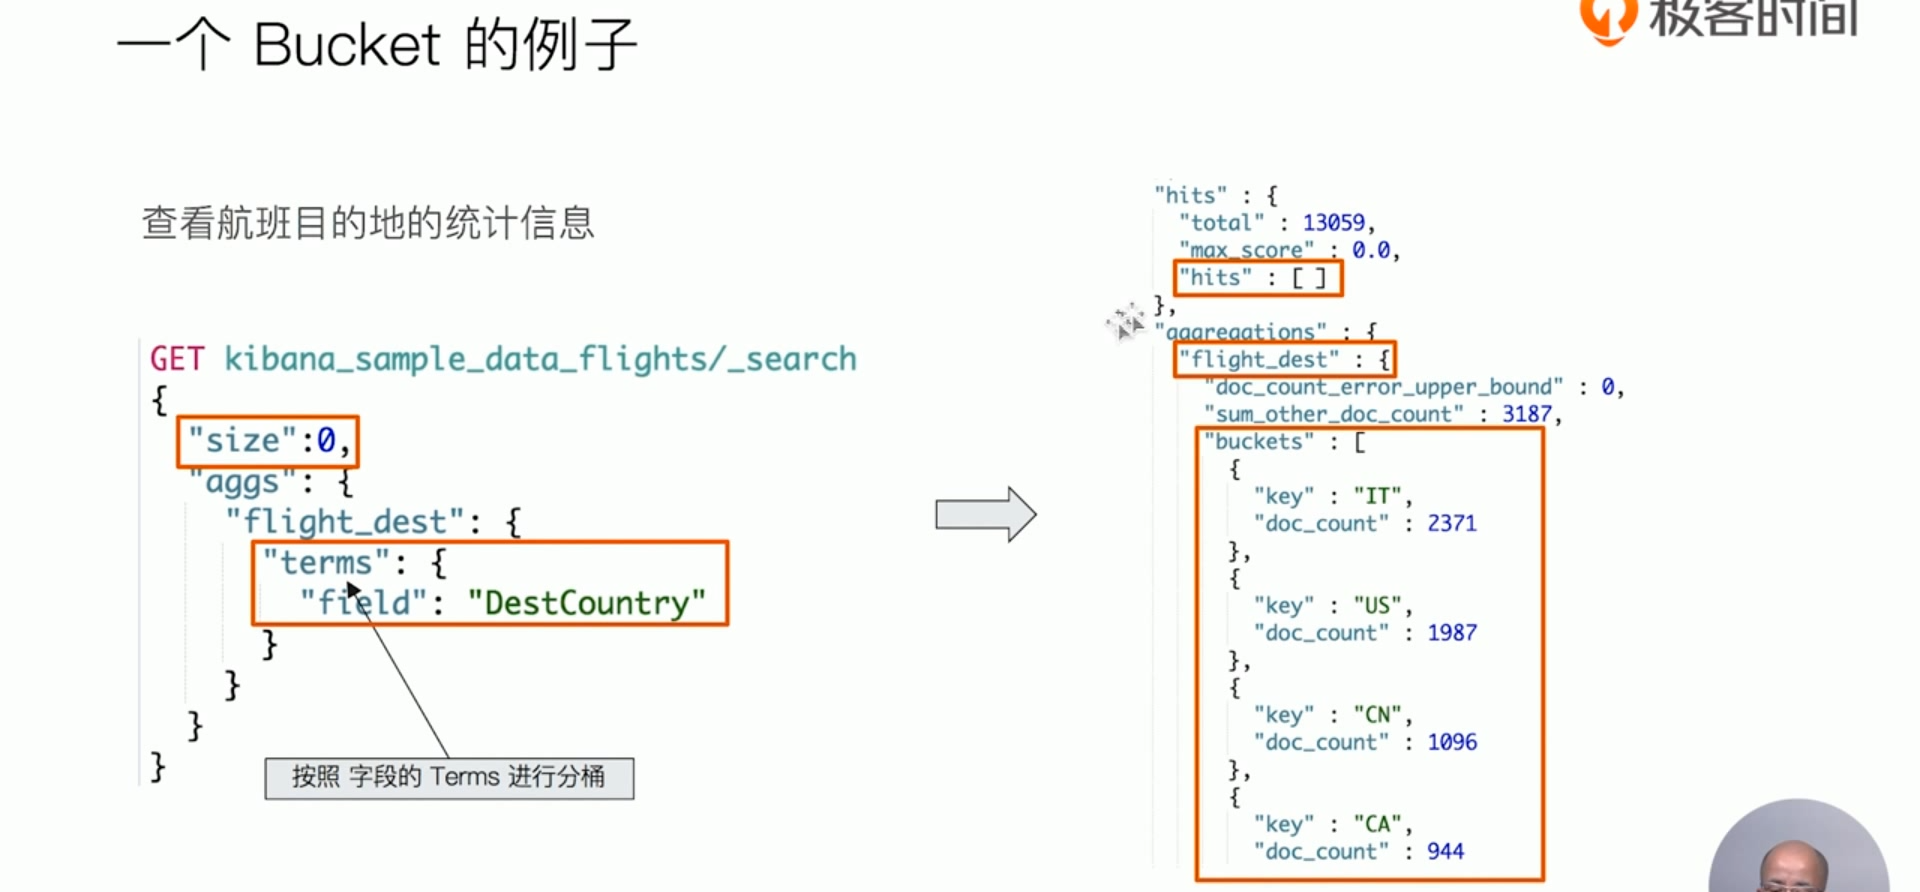 一个 Bucket 的例子
极客时间
查看航班目的地的统计信息
GET kibana_sample_data_flights/_search
{
"size":0,
"aggs": {
"flight_dest": {
"terms": {
"field": "DestCountry"
}
}
}
}
按照 字段的 Terms 进行分桶
"hits" : {
"total" : 13059,
"max_score" : 0.0,
"hits" : [ ]
},
"aggregations" : {
"flight_dest" : {
"doc_count_error_upper_bound" : 0,
"sum_other_doc_count" : 3187,
"buckets" : [
{
"key" : "IT",
"doc_count" : 2371
},
{
"key" : "US",
"doc_count" : 1987
},
{
"key" : "CN",
"doc_count" : 1096
},
{
"key" : "CA",
"doc_count" : 944